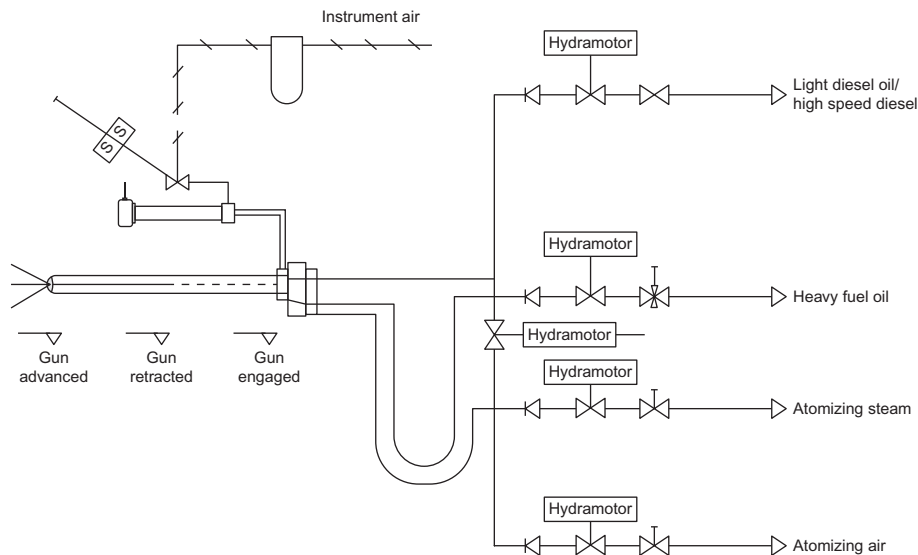 Instrument air
Hydramotor
Light diesel oil/
high speed diesel
S S
Hydramotor
Heavy fuel oil
Hydramotor
Gun
advanced
Gun
retracted
Gun
engaged
Hydramotor
Atomizing steam
Hydramotor
Atomizing air